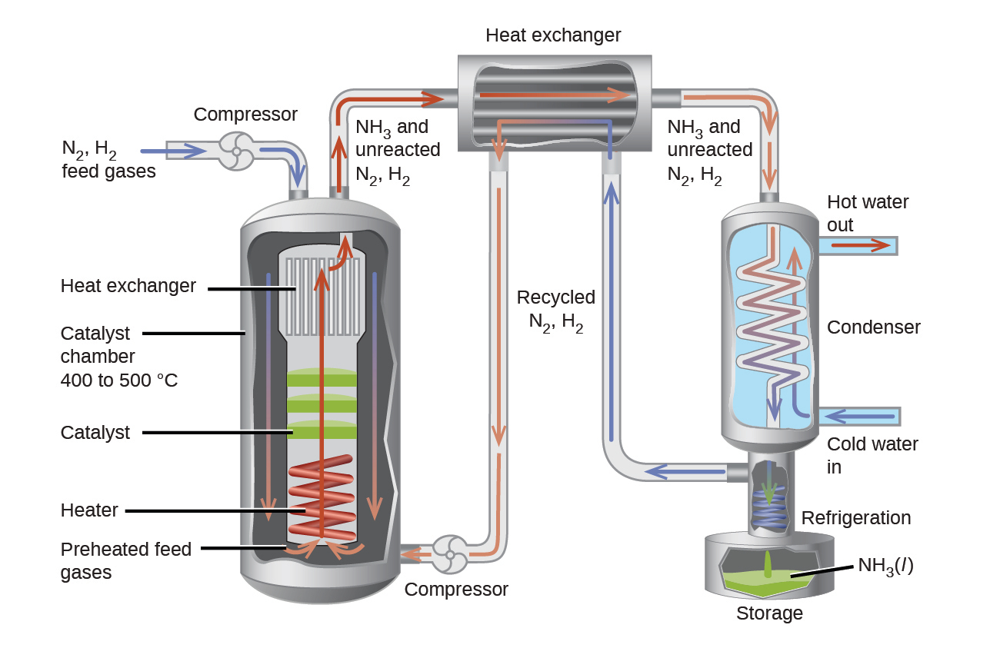 Heat exchanger
Compressor
N₂, H₂
feed gases
NH₃ and
unreacted
N₂, H₂
NH₃ and
unreacted
N₂, H₂
Hot water
out
Heat exchanger
Catalyst
chamber
400 to 500 °C
Recycled
N₂, H₂
Condenser
Catalyst
Cold water
in
Heater
Refrigeration
Preheated feed
gases
NH₃(l)
Compressor
Storage